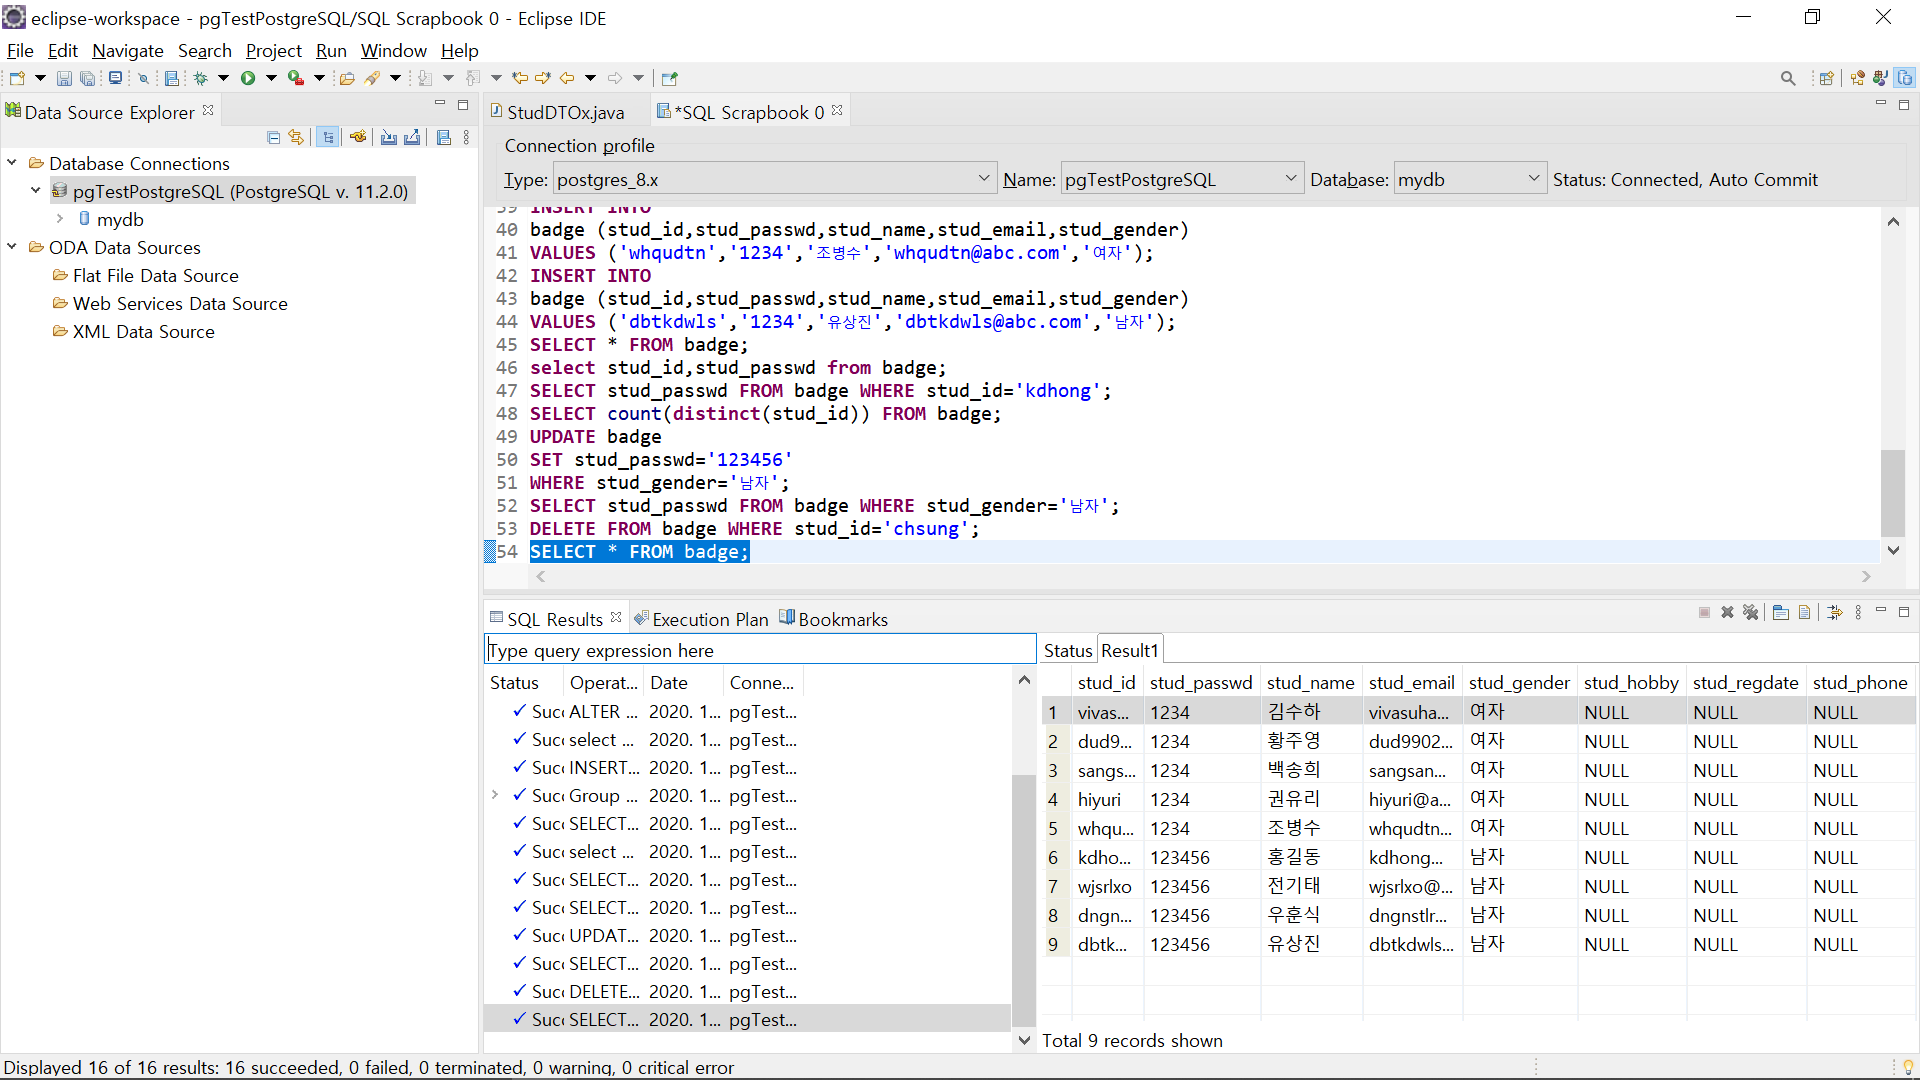 eclipse-workspace - pgTestPostgreSQL/SQL Scrapbook 0 - Eclipse IDE
File Edit Navigate Search Project Run Window Help
Data Source Explorer
Database Connections
pgTestPostgreSQL (PostgreSQL v. 11.2.0)
mydb
ODA Data Sources
Flat File Data Source
Web Services Data Source
XML Data Source
StudDTOx.java *SQL Scrapbook 0
Connection profile
Type: postgres_8.x Name: pgTestPostgreSQL Database: mydb Status: Connected, Auto Commit
39 INSERT INTO
40 badge (stud_id,stud_passwd,stud_name,stud_email,stud_gender)
41 VALUES ('whqudtn','1234','조병수','whqudtn@abc.com','여자');
42 INSERT INTO
43 badge (stud_id,stud_passwd,stud_name,stud_email,stud_gender)
44 VALUES ('dbtkdwls','1234','유상진','dbtkdwls@abc.com','남자');
45 SELECT * FROM badge;
46 select stud_id,stud_passwd from badge;
47 SELECT stud_passwd FROM badge WHERE stud_id='kdhong';
48 SELECT count(distinct(stud_id)) FROM badge;
49 UPDATE badge
50 SET stud_passwd='123456'
51 WHERE stud_gender='남자';
52 SELECT stud_passwd FROM badge WHERE stud_gender='남자';
53 DELETE FROM badge WHERE stud_id='chsung';
54 SELECT * FROM badge;
SQL Results Execution Plan Bookmarks
Type query expression here
Status Operat... Date Conne...
Succ ALTER ... 2020. 1... pgTest...
Succ select ... 2020. 1... pgTest...
Succ INSERT... 2020. 1... pgTest...
Succ Group ... 2020. 1... pgTest...
Succ SELECT... 2020. 1... pgTest...
Succ select ... 2020. 1... pgTest...
Succ SELECT... 2020. 1... pgTest...
Succ SELECT... 2020. 1... pgTest...
Succ UPDAT... 2020. 1... pgTest...
Succ SELECT... 2020. 1... pgTest...
Succ DELETE... 2020. 1... pgTest...
Succ SELECT... 2020. 1... pgTest...
Status Result1
stud_id stud_passwd stud_name stud_email stud_gender stud_hobby stud_regdate stud_phone
1 vivas... 1234 김수하 vivasuha... 여자 NULL NULL NULL
2 dud9... 1234 황주영 dud9902... 여자 NULL NULL NULL
3 sangs... 1234 백송희 sangsan... 여자 NULL NULL NULL
4 hiyuri 1234 권유리 hiyuri@a... 여자 NULL NULL NULL
5 whqu... 1234 조병수 whqudtn... 여자 NULL NULL NULL
6 kdho... 123456 홍길동 kdhong... 남자 NULL NULL NULL
7 wjsrlxo 123456 전기태 wjsrlxo@... 남자 NULL NULL NULL
8 dngn... 123456 우훈식 dngnstlr... 남자 NULL NULL NULL
9 dbtk... 123456 유상진 dbtkdwls... 남자 NULL NULL NULL
Total 9 records shown
Displayed 16 of 16 results: 16 succeeded, 0 failed, 0 terminated, 0 warning, 0 critical error